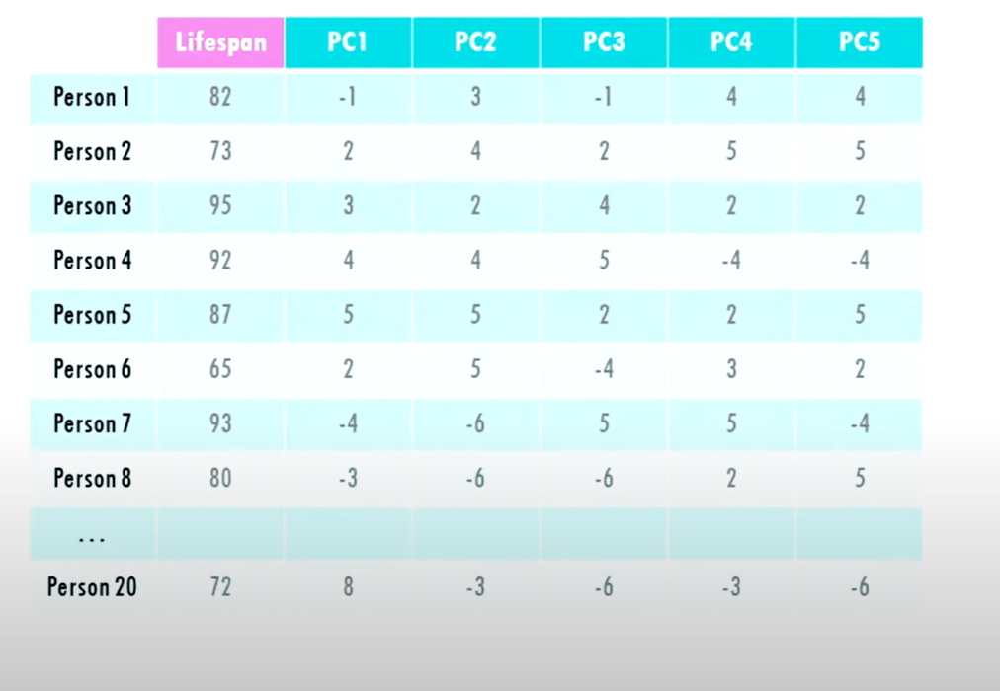 Lifespan PC1 PC2 PC3 PC4 PC5
Person 1 82 -1 3 -1 4 4
Person 2 73 2 4 2 5 5
Person 3 95 3 2 4 2 2
Person 4 92 4 4 5 -4 -4
Person 5 87 5 5 2 2 5
Person 6 65 2 5 -4 3 2
Person 7 93 -4 -6 5 5 -4
Person 8 80 -3 -6 -6 2 5
...
Person 20 72 8 -3 -6 -3 -6